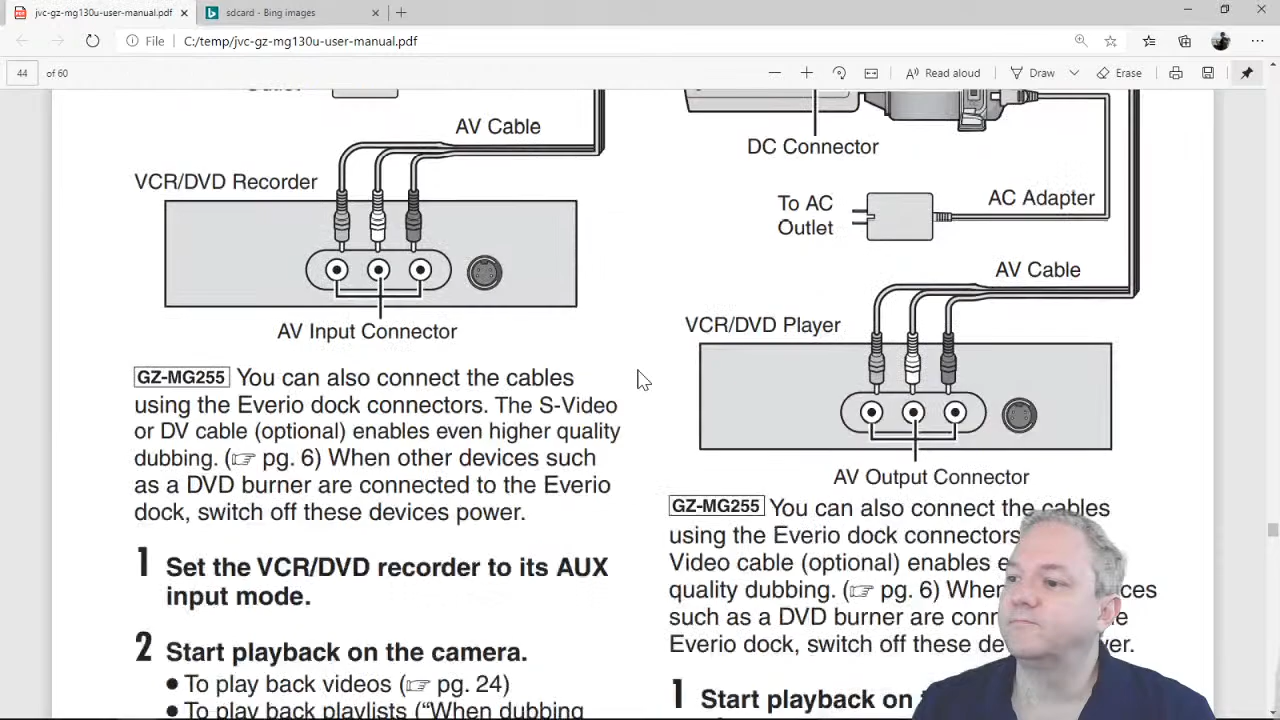 jvc-gz-mg130u-user-manual.pdf
sdcard - Bing images
File
C:/temp/jvc-gz-mg130u-user-manual.pdf
44 of 60
Read aloud
Draw
Erase
AV Cable
VCR/DVD Recorder
AV Input Connector
GZ-MG255 You can also connect the cables
using the Everio dock connectors. The S-Video
or DV cable (optional) enables even higher quality
dubbing. (☞ pg. 6) When other devices such
as a DVD burner are connected to the Everio
dock, switch off these devices power.
1 Set the VCR/DVD recorder to its AUX
input mode.
2 Start playback on the camera.
● To play back videos (☞ pg. 24)
● To play back playlists (“When dubbing
DC Connector
To AC
Outlet
AC Adapter
AV Cable
VCR/DVD Player
AV Output Connector
GZ-MG255 You can also connect the cables
using the Everio dock connectors
Video cable (optional) enables
quality dubbing. (☞ pg. 6)
such as a DVD burner are
Everio dock, switch off these
1 Start playback on